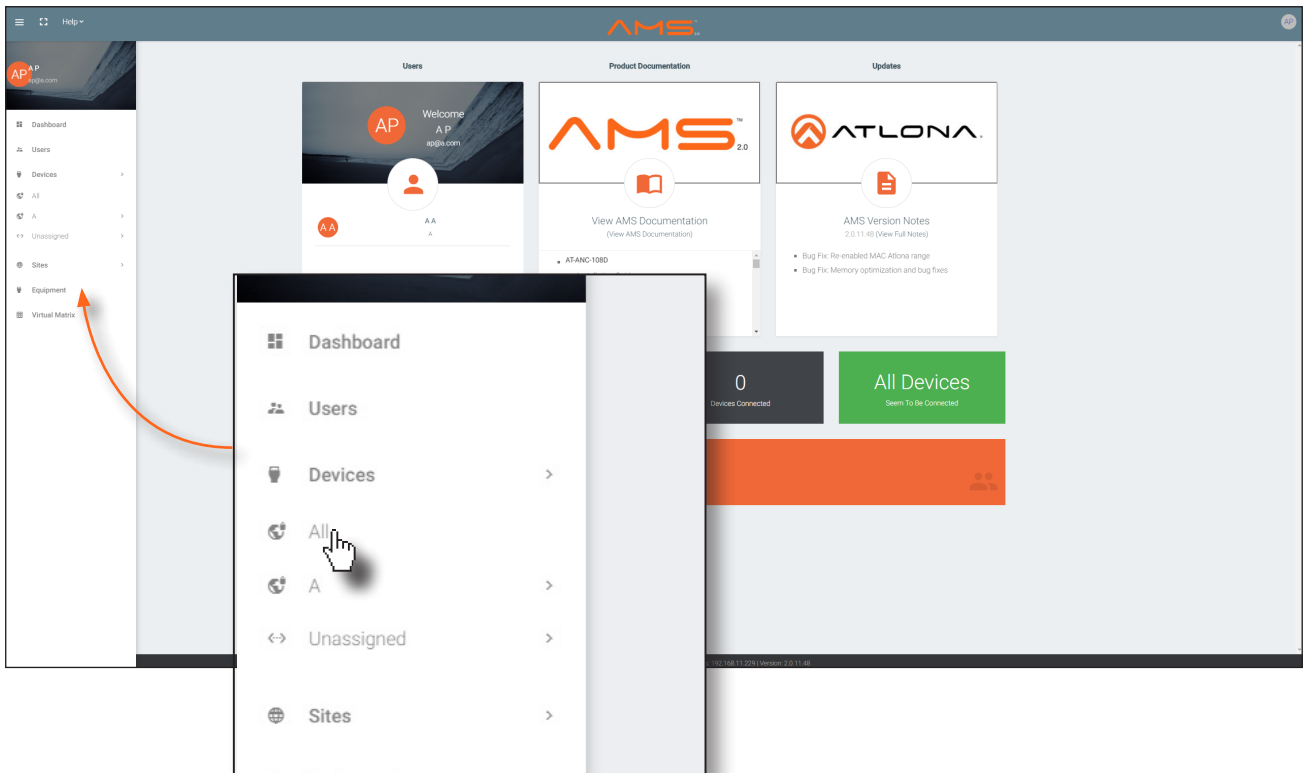 Help
AMS
AP
AP
A P
ap@a.com
Dashboard
Users
Devices
All
A
Unassigned
Sites
Equipment
Virtual Matrix
Users
Product Documentation
Updates
AP
Welcome
A P
ap@a.com
A A
A A
A
AMS™
2.0
View AMS Documentation
(View AMS Documentation)
AT-ANC-108D
ATLONA.
AMS Version Notes
2.0.11.48 (View Full Notes)
Bug Fix: Re-enabled MAC Atlona range
Bug Fix: Memory optimization and bug fixes
0
Devices Connected
All Devices
Seem To Be Connected
192.168.11.229 | Version: 2.0.11.48
Dashboard
Users
Devices
All
A
Unassigned
Sites